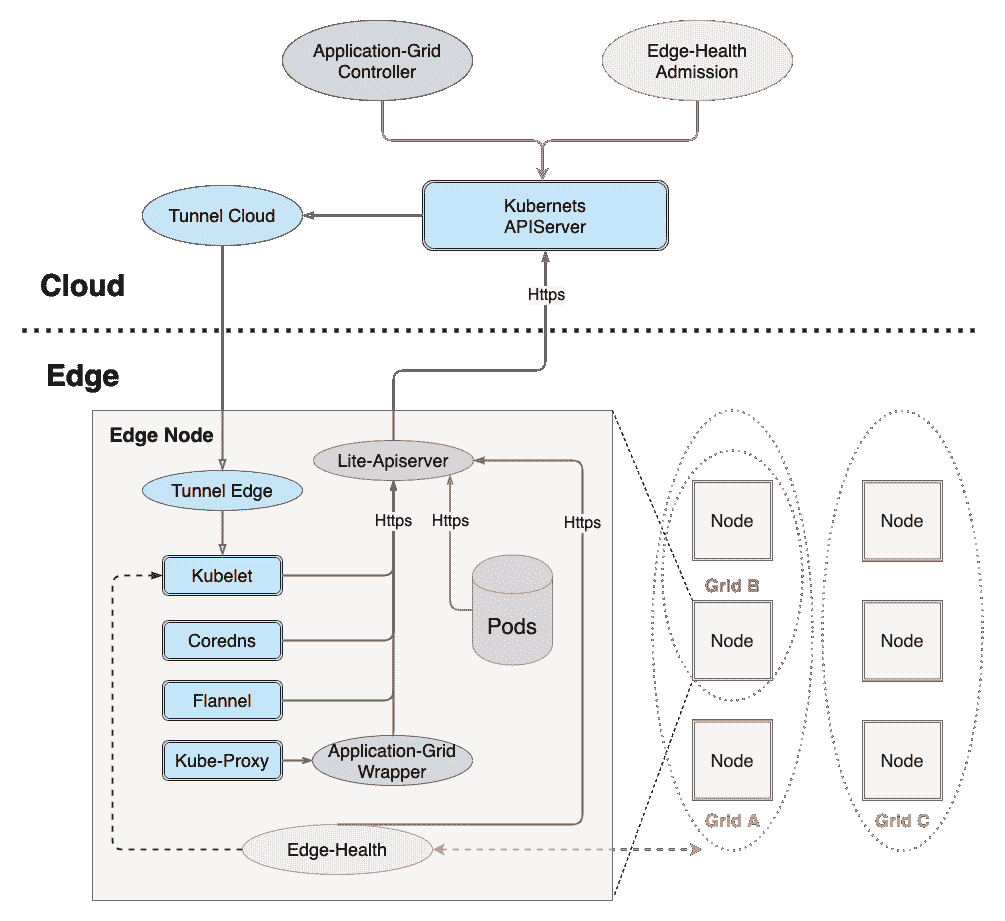 Application-Grid
Controller
Edge-Health
Admission
Tunnel Cloud
Kubernets
APIServer
Cloud
Https
Edge
Edge Node
Lite-Apiserver
Tunnel Edge
Https
Https
Https
Node
Node
Kubelet
Grid B
Pods
Coredns
Node
Node
Flannel
Kube-Proxy
Application-Grid
Wrapper
Node
Node
Grid A
Grid C
Edge-Health